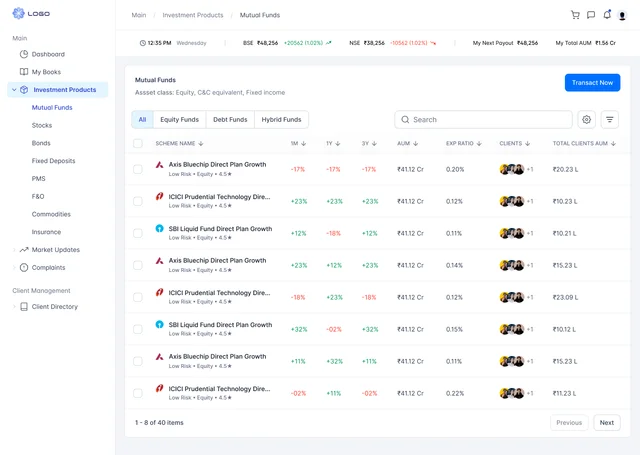 LOGO
Main
Dashboard
My Books
Investment Products
Mutual Funds
Stocks
Bonds
Fixed Deposits
PMS
F&O
Commodities
Insurance
Market Updates
Complaints
Client Management
Client Directory
Main / Investment Products / Mutual Funds
12:35 PM Wednesday BSE ₹48,256 +20562 (1.02%) NSE ₹38,256 -10562 (1.02%) My Next Payout ₹48,256 My Total AUM ₹1.56 Cr
Mutual Funds
Assset class: Equity, C&C equivalent, Fixed income
Transact Now
All Equity Funds Debt Funds Hybrid Funds Search
SCHEME NAME 1M 1Y 3Y AUM EXP RATIO CLIENTS TOTAL CLIENTS AUM
Axis Bluechip Direct Plan Growth -17% -17% -17% ₹41.12 Cr 0.20% +1 ₹20.23 L
Low Risk • Equity • 4.5★
ICICI Prudential Technology Dire... +23% +23% +23% ₹41.12 Cr 0.12% +1 ₹10.23 L
Low Risk • Equity • 4.5★
SBI Liquid Fund Direct Plan Growth +12% -18% +12% ₹41.12 Cr 0.11% +1 ₹10.21 L
Low Risk • Equity • 4.5★
Axis Bluechip Direct Plan Growth +23% +12% +23% ₹41.12 Cr 0.14% +1 ₹15.23 L
Low Risk • Equity • 4.5★
ICICI Prudential Technology Dire... -18% +23% -18% ₹41.12 Cr 0.12% +1 ₹23.09 L
Low Risk • Equity • 4.5★
SBI Liquid Fund Direct Plan Growth +32% -02% +32% ₹41.12 Cr 0.15% +1 ₹10.12 L
Low Risk • Equity • 4.5★
Axis Bluechip Direct Plan Growth +11% +32% +11% ₹41.12 Cr 0.11% +1 ₹15.23 L
Low Risk • Equity • 4.5★
ICICI Prudential Technology Dire... -02% +11% -02% ₹41.12 Cr 0.22% +1 ₹11.23 L
Low Risk • Equity • 4.5★
1 - 8 of 40 items Previous Next